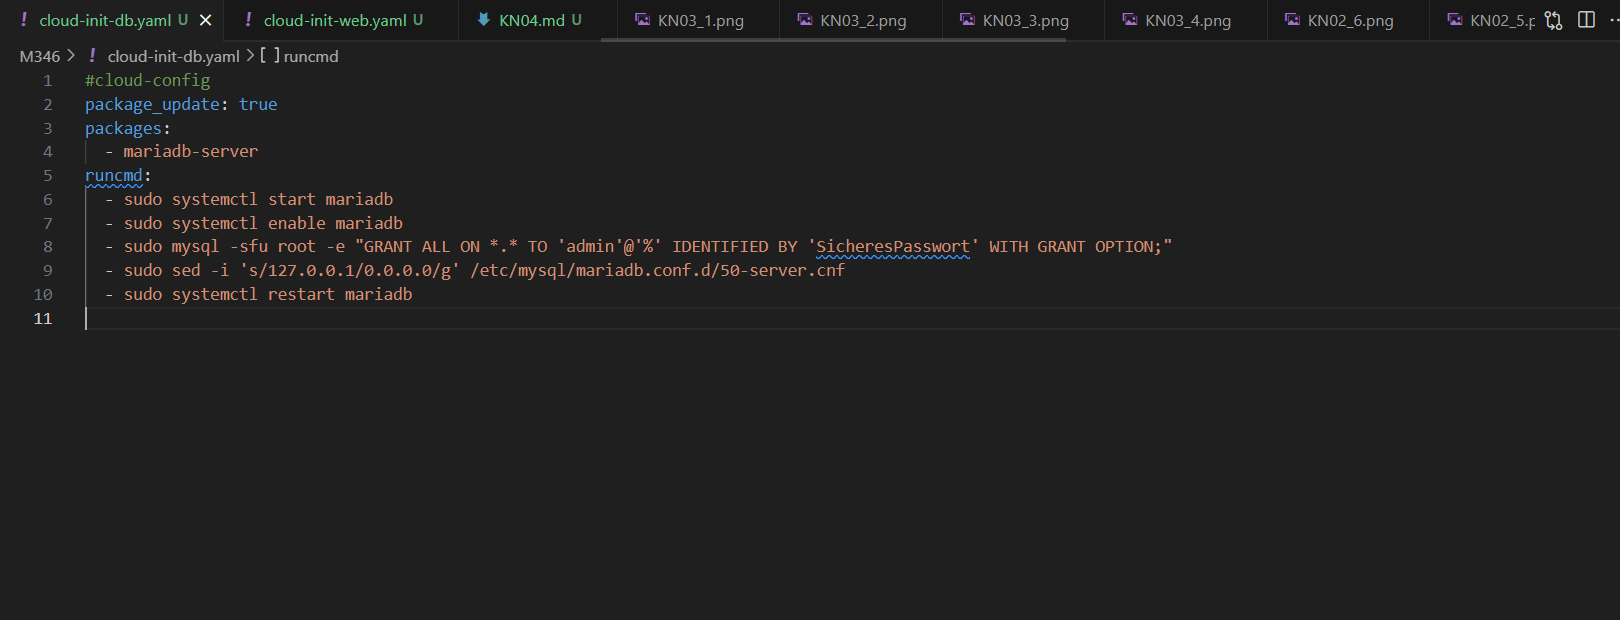 ! cloud-init-db.yaml U × ! cloud-init-web.yaml U KN04.md U KN03_1.png KN03_2.png KN03_3.png KN03_4.png KN02_6.png KN02_5.p
M346 > ! cloud-init-db.yaml > [ ] runcmd
1 #cloud-config
2 package_update: true
3 packages:
4   - mariadb-server
5 runcmd:
6   - sudo systemctl start mariadb
7   - sudo systemctl enable mariadb
8   - sudo mysql -sfu root -e "GRANT ALL ON *.* TO 'admin'@'%' IDENTIFIED BY 'SicheresPasswort' WITH GRANT OPTION;"
9   - sudo sed -i 's/127.0.0.1/0.0.0.0/g' /etc/mysql/mariadb.conf.d/50-server.cnf
10   - sudo systemctl restart mariadb
11